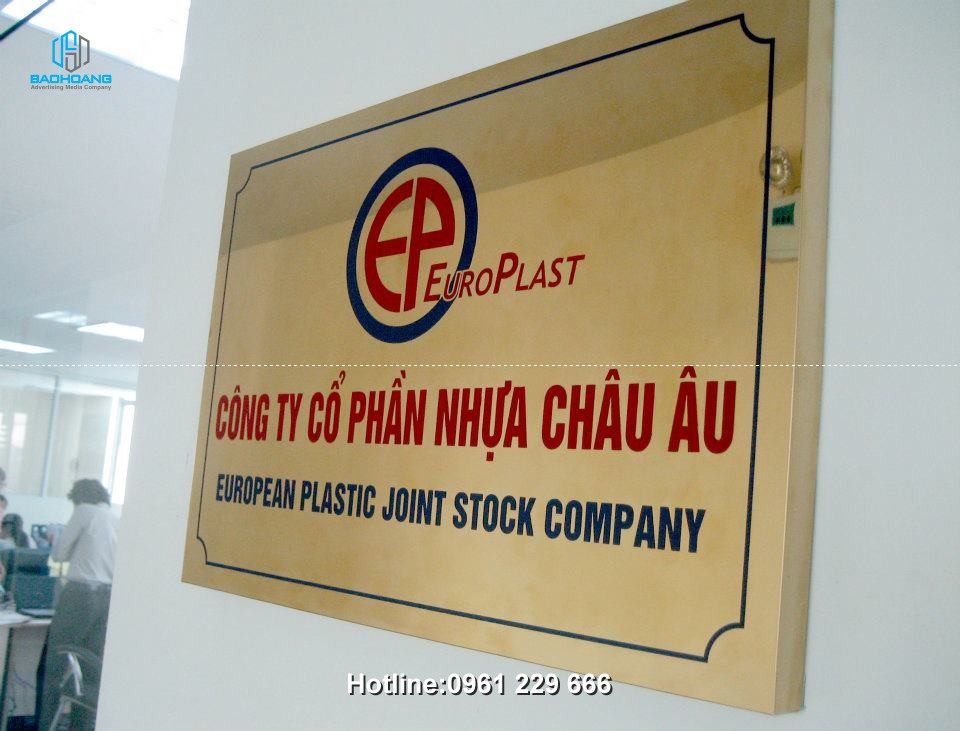 BAOHOANG
Advertising Media Company
EP
EUROPLAST
CÔNG TY CỔ PHẦN NHỰA CHÂU ÂU
EUROPEAN PLASTIC JOINT STOCK COMPANY
Hotline:0961 229 666